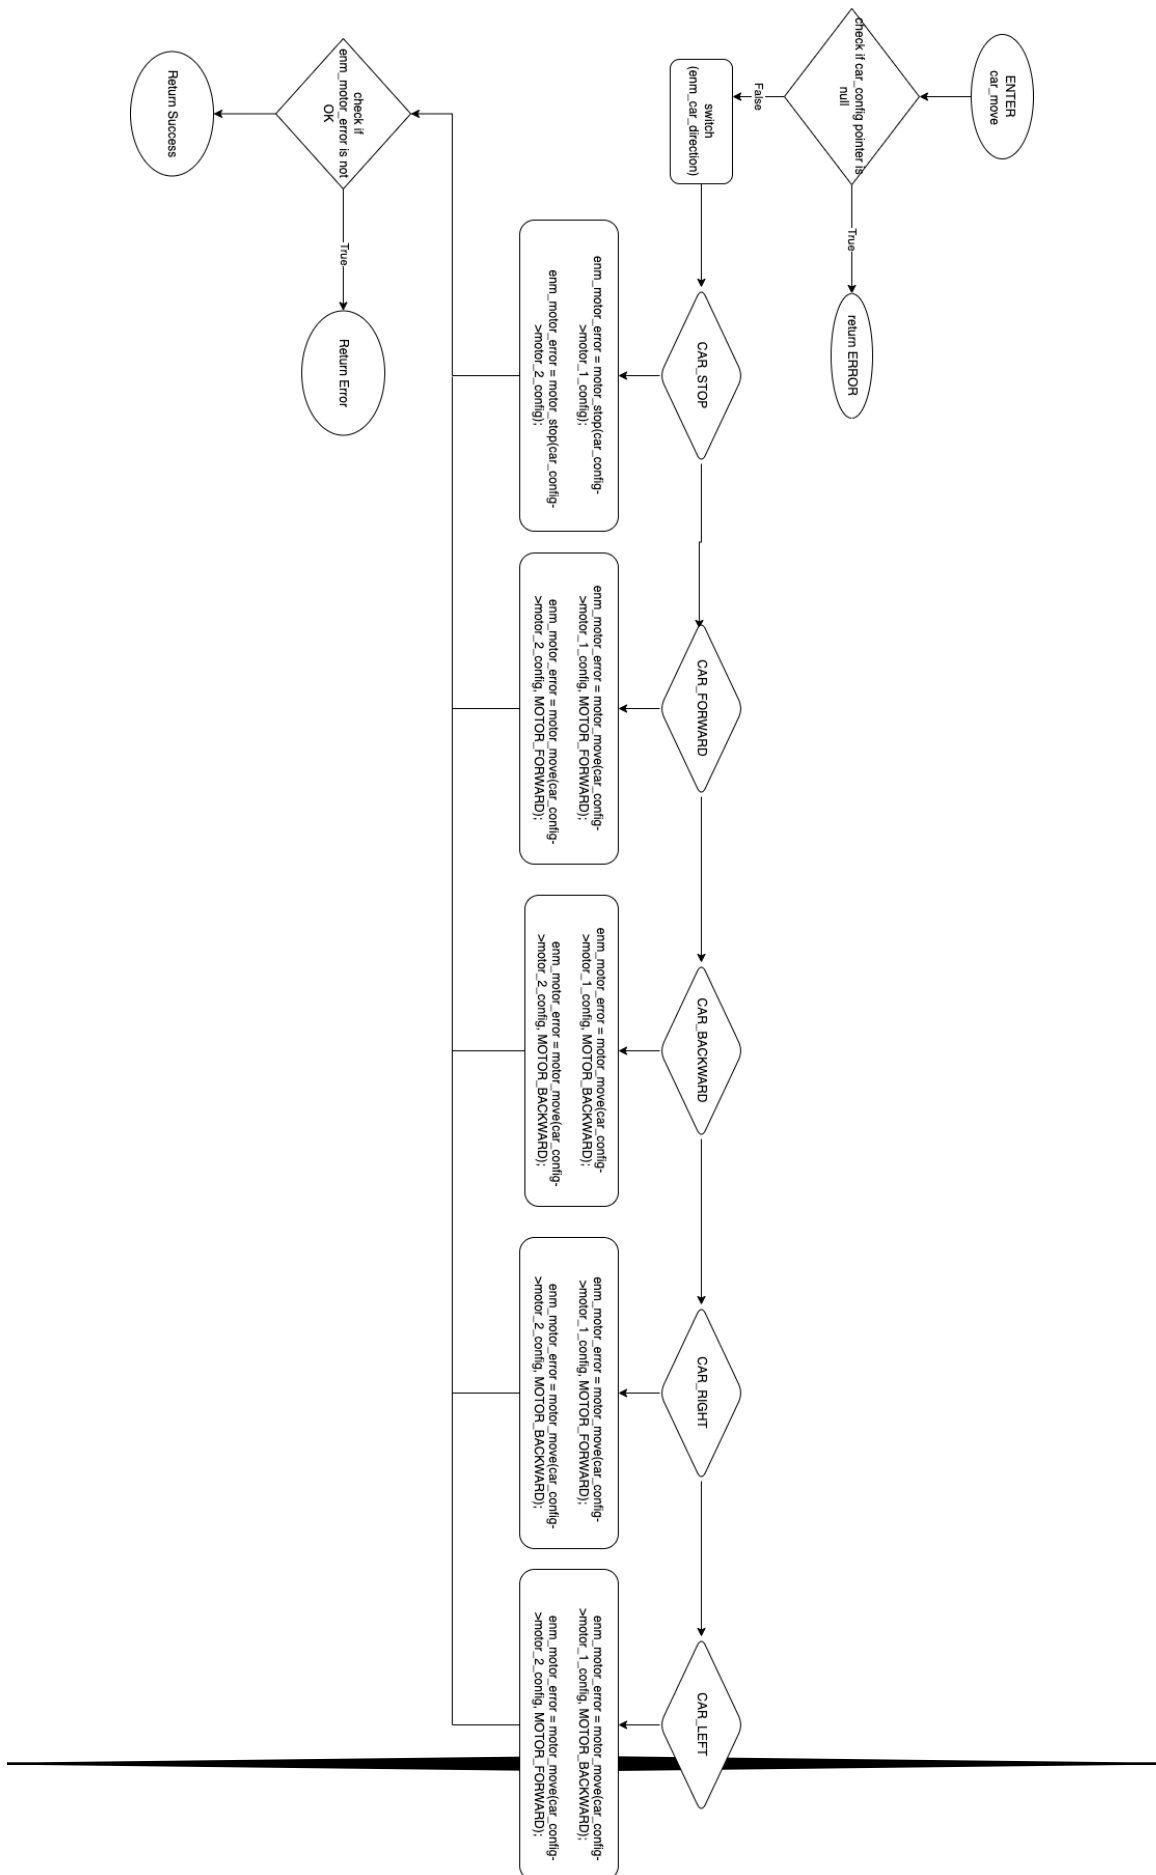 ENTER
car_move
check if car_config pointer is
null
True
return ERROR
False
switch
(enm_car_direction)
CAR_STOP
CAR_FORWARD
CAR_BACKWARD
CAR_RIGHT
CAR_LEFT
enm_motor_error = motor_stop(car_config-
>motor_1_config);
enm_motor_error = motor_stop(car_config-
>motor_2_config);
enm_motor_error = motor_move(car_config-
>motor_1_config, MOTOR_FORWARD);
enm_motor_error = motor_move(car_config-
>motor_2_config, MOTOR_FORWARD);
enm_motor_error = motor_move(car_config-
>motor_1_config, MOTOR_BACKWARD);
enm_motor_error = motor_move(car_config-
>motor_2_config, MOTOR_BACKWARD);
enm_motor_error = motor_move(car_config-
>motor_1_config, MOTOR_FORWARD);
enm_motor_error = motor_move(car_config-
>motor_2_config, MOTOR_BACKWARD);
enm_motor_error = motor_move(car_config-
>motor_1_config, MOTOR_BACKWARD);
enm_motor_error = motor_move(car_config-
>motor_2_config, MOTOR_FORWARD);
check if
enm_motor_error is not
OK
True
Return Error
Return Success